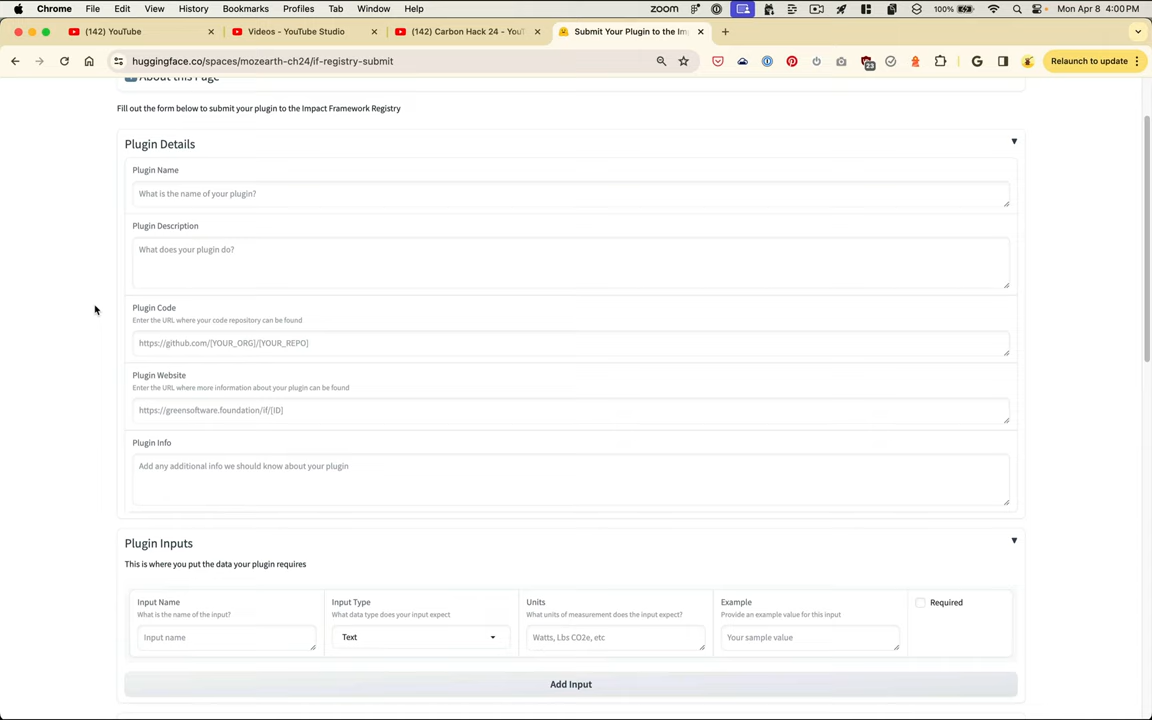 Chrome File Edit View History Bookmarks Profiles Tab Window Help zoom 100% Mon Apr 8 4:00 PM
(142) YouTube Videos - YouTube Studio (142) Carbon Hack 24 - YouT Submit Your Plugin to the Im
huggingface.co/spaces/mozearth-ch24/if-registry-submit 23 G Relaunch to update
About this Page
Fill out the form below to submit your plugin to the Impact Framework Registry
Plugin Details
Plugin Name
What is the name of your plugin?
Plugin Description
What does your plugin do?
Plugin Code
Enter the URL where your code repository can be found
https://github.com/[YOUR_ORG]/[YOUR_REPO]
Plugin Website
Enter the URL where more information about your plugin can be found
https://greensoftware.foundation/if/[ID]
Plugin Info
Add any additional info we should know about your plugin
Plugin Inputs
This is where you put the data your plugin requires
Input Name Input Type Units Example Required
What is the name of the input? What data type does your input expect What units of measurement does the input expect? Provide an example value for this input
Input name Text Watts, Lbs CO2e, etc Your sample value
Add Input